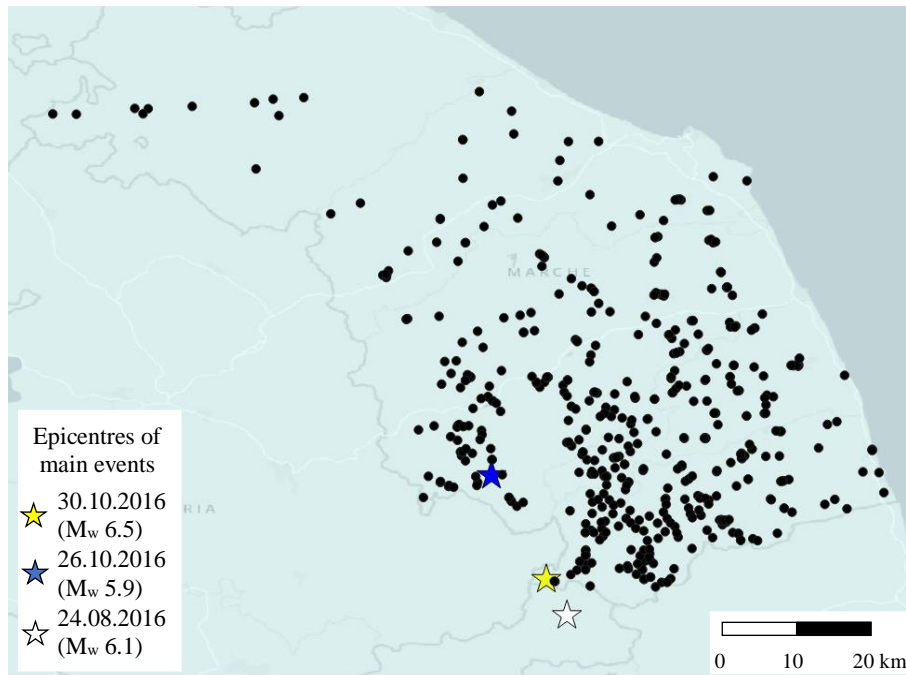 MARCHE
RIA
Epicentres of
main events
30.10.2016
(Mw 6.5)
26.10.2016
(Mw 5.9)
24.08.2016
(Mw 6.1)
0 10 20 km